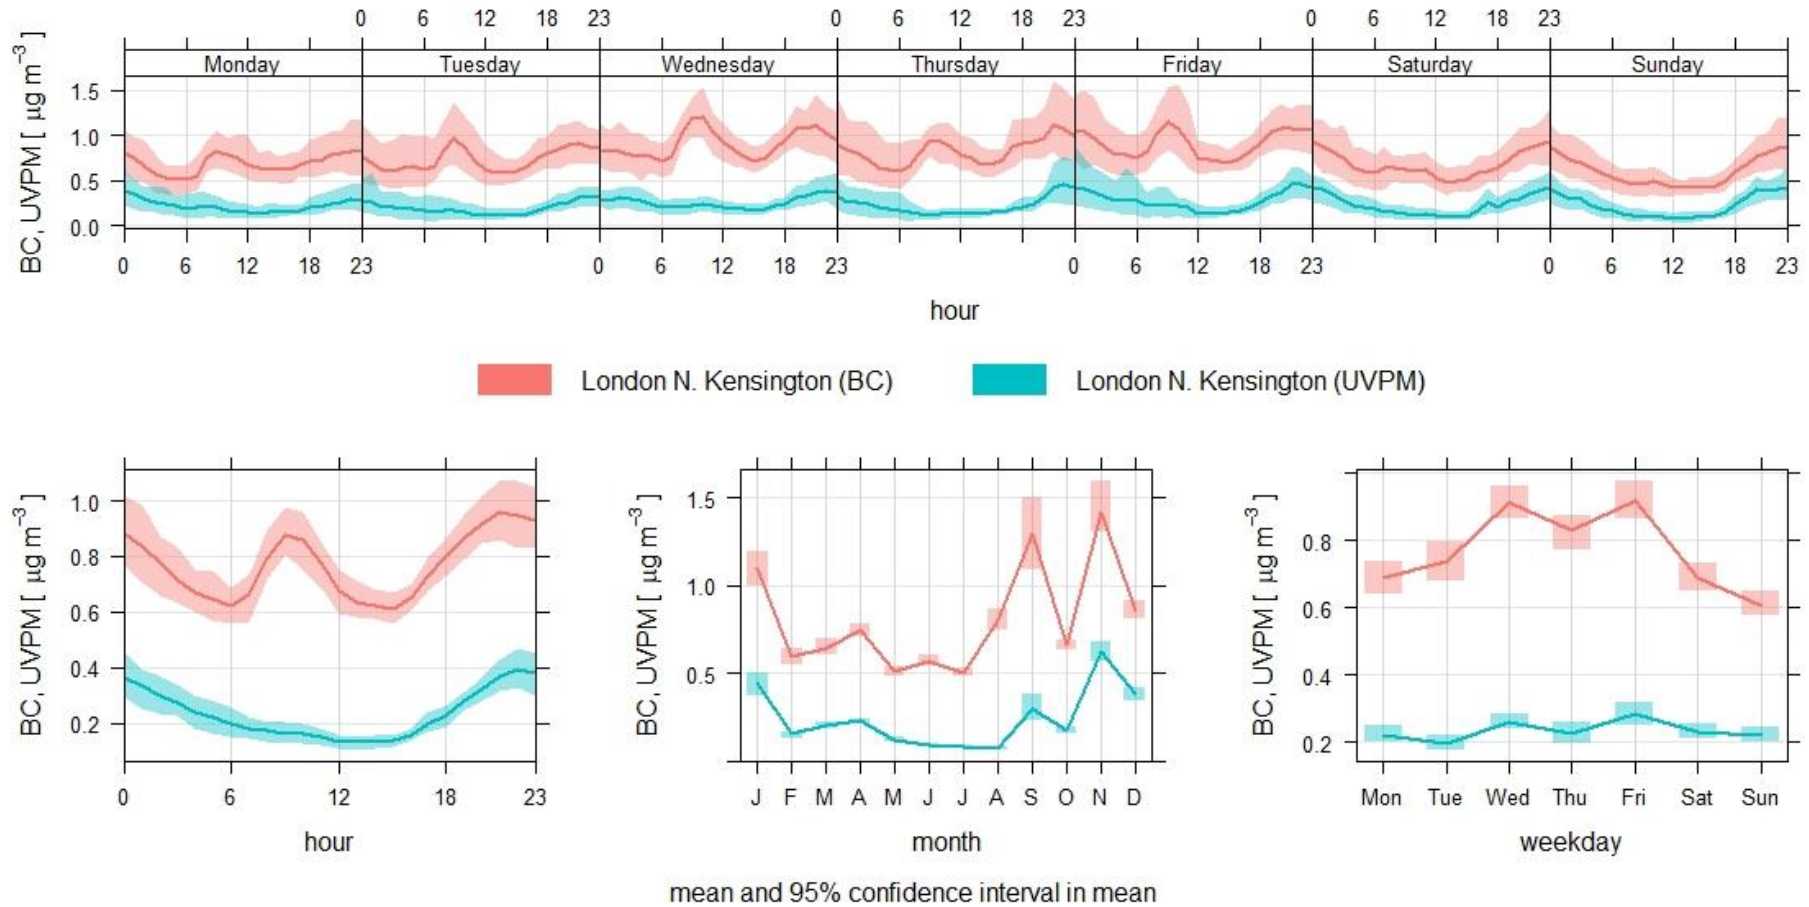 0 6 12 18 23 0 6 12 18 23 0 6 12 18 23
Monday Tuesday Wednesday Thursday Friday Saturday Sunday
BC, UVPM [ µg m⁻³ ]
1.5
1.0
0.5
0.0
0 6 12 18 23 0 6 12 18 23 0 6 12 18 23 0 6 12 18 23
hour
London N. Kensington (BC) London N. Kensington (UVPM)
BC, UVPM [ µg m⁻³ ]
1.0
0.8
0.6
0.4
0.2
0 6 12 18 23
hour
BC, UVPM [ µg m⁻³ ]
1.5
1.0
0.5
J F M A M J J A S O N D
month
BC, UVPM [ µg m⁻³ ]
0.8
0.6
0.4
0.2
Mon Tue Wed Thu Fri Sat Sun
weekday
mean and 95% confidence interval in mean